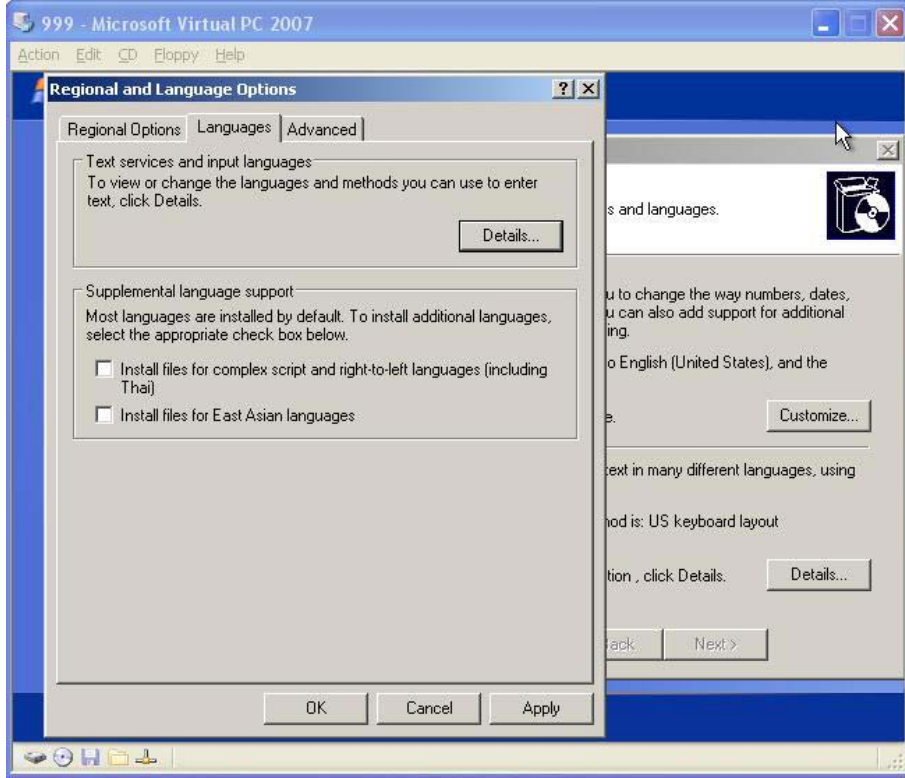 999 - Microsoft Virtual PC 2007
Action Edit CD Floppy Help
Regional and Language Options
Regional Options Languages Advanced
Text services and input languages
To view or change the languages and methods you can use to enter
text, click Details.
Details...
Supplemental language support
Most languages are installed by default. To install additional languages,
select the appropriate check box below.
Install files for complex script and right-to-left languages (including
Thai)
Install files for East Asian languages
OK Cancel Apply
s and languages.
u to change the way numbers, dates,
u can also add support for additional
ing.
o English (United States), and the
e.
Customize...
text in many different languages, using
hod is: US keyboard layout
tion , click Details.
Details...
Back Next >